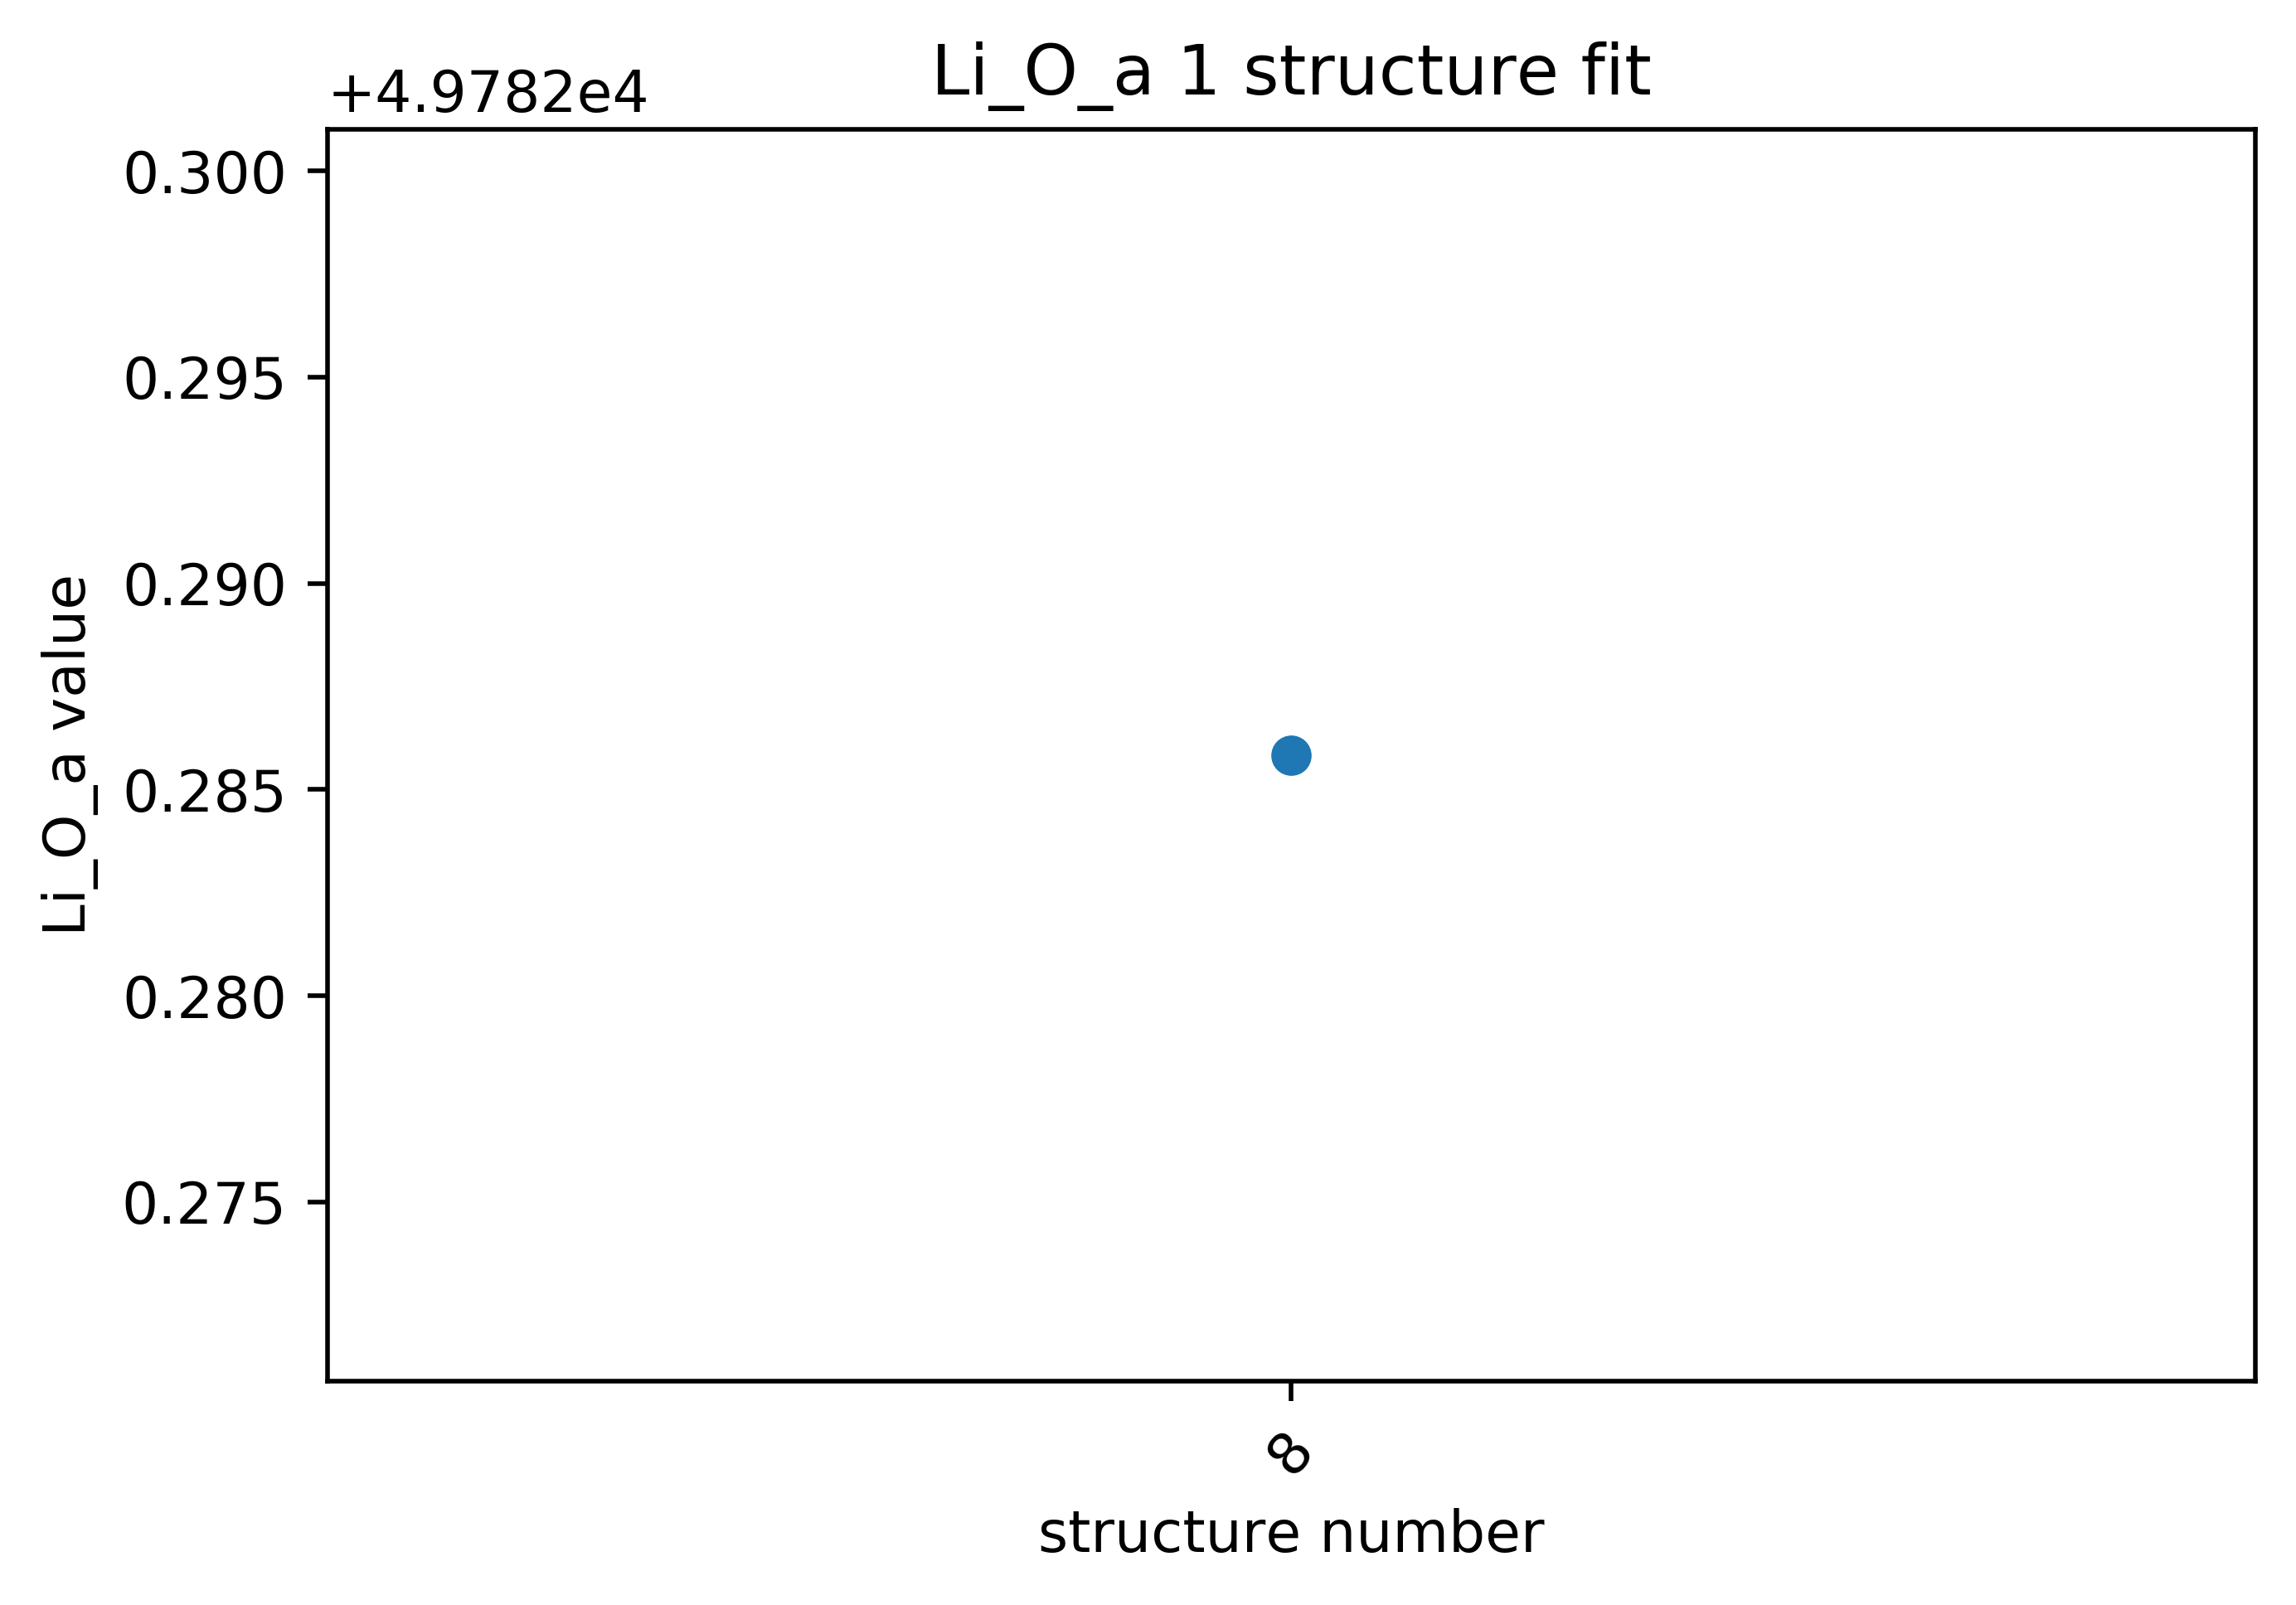 Li_O_a 1 structure fit
+4.9782e4
0.300
0.295
0.290
0.285
0.280
0.275
Li_O_a value
8
structure number